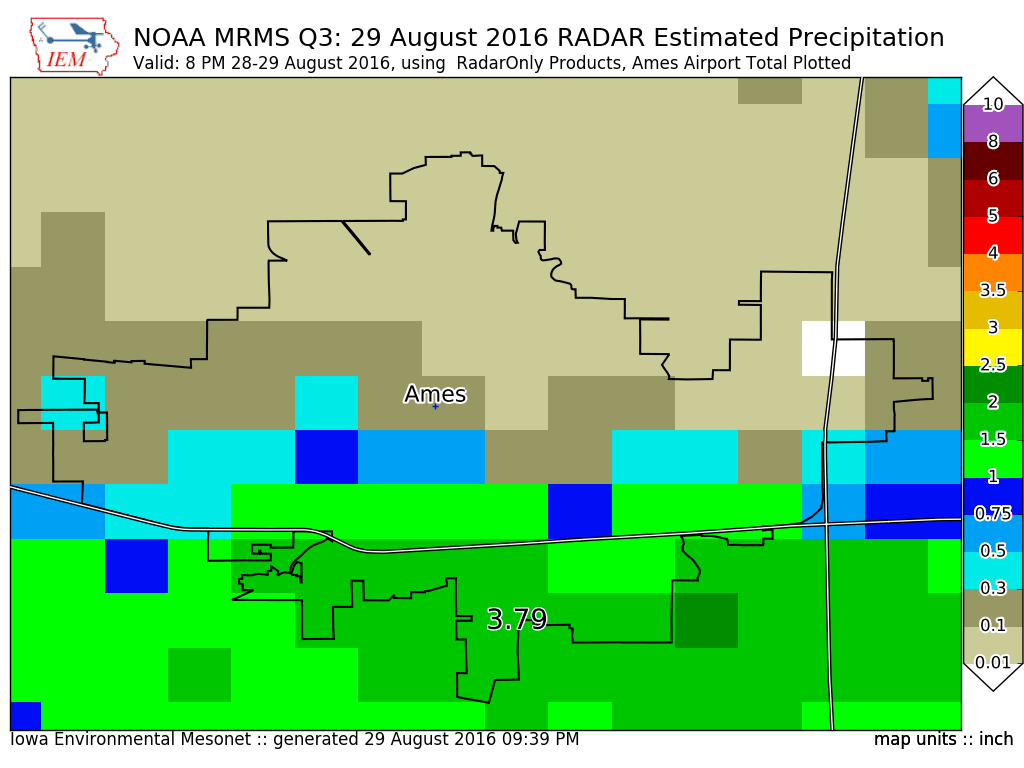 IEM
NOAA MRMS Q3: 29 August 2016 RADAR Estimated Precipitation
Valid: 8 PM 28-29 August 2016, using  RadarOnly Products, Ames Airport Total Plotted
Ames
3.79
10
8
6
5
4
3.5
3
2.5
2
1.5
1
0.75
0.5
0.3
0.1
0.01
Iowa Environmental Mesonet :: generated 29 August 2016 09:39 PM
map units :: inch